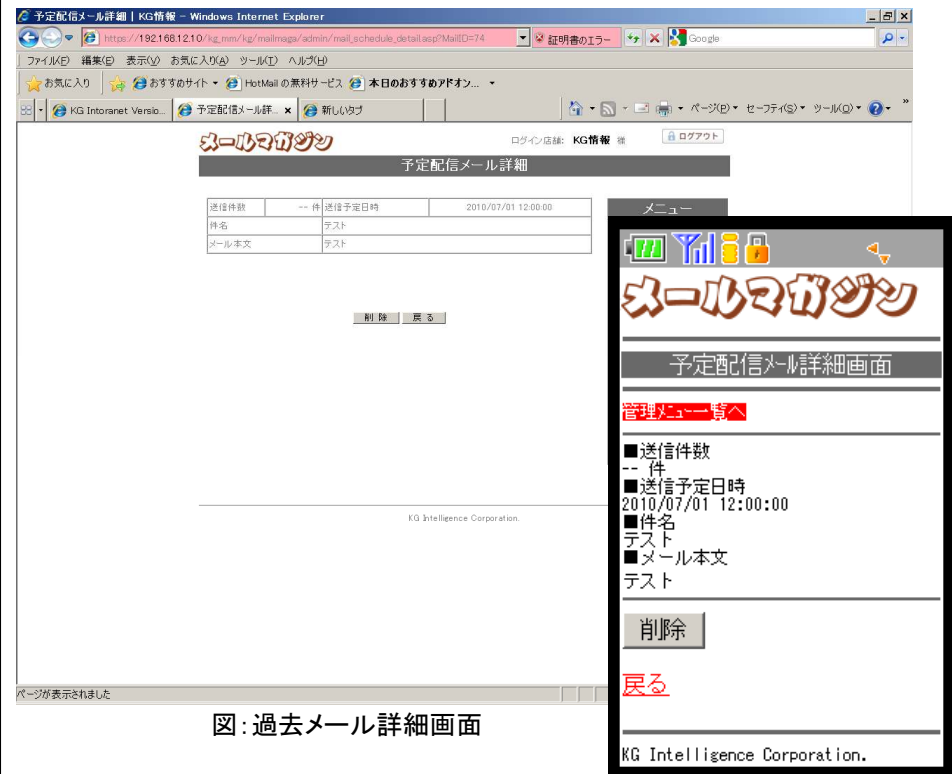 予定配信メール詳細 | KG情報 - Windows Internet Explorer
https://192.168.12.10/kg_mm/kg/mailmaga/admin/mail_schedule_detail.asp?MailID=74
証明書のエラー
Google
ファイル(F) 編集(E) 表示(V) お気に入り(A) ツール(T) ヘルプ(H)
お気に入り おすすめサイト HotMail の無料サービス 本日のおすすめアドオン...
KG Intoranet Versio... 予定配信メール詳... 新しいタブ ページ(P) セーフティ(S) ツール(O) »
メールマガジン ログイン店舗: KG情報 様 ログアウト
予定配信メール詳細
送信件数 -- 件 送信予定日時 2010/07/01 12:00:00
件名 テスト
メール本文 テスト
メニュー
削 除 戻 る
KG Intelligence Corporation.
ページが表示されました
メールマガジン
予定配信ﾒｰﾙ詳細画面
管理ﾒﾆｭｰ一覧へ
■送信件数
-- 件
■送信予定日時
2010/07/01 12:00:00
■件名
テスト
■メール本文
テスト
削除
戻る
KG Intelligence Corporation.
図：過去メール詳細画面